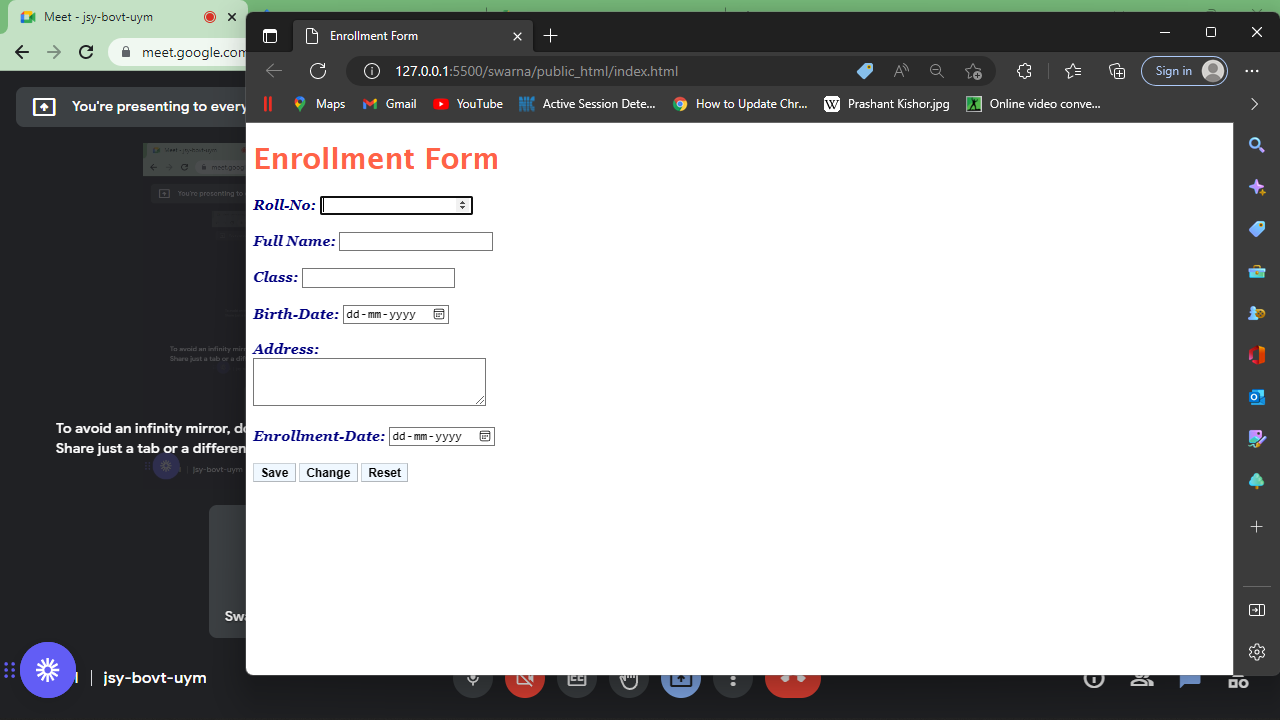 Meet - jsy-bovt-uym
meet.google.com
You're presenting to every
To avoid an infinity mirror, do
Share just a tab or a differen
Swa
jsy-bovt-uym
Enrollment Form
127.0.0.1:5500/swarna/public_html/index.html
Sign in
Maps
Gmail
YouTube
Active Session Dete...
How to Update Chr...
W
Prashant Kishor.jpg
Online video conve...
Enrollment Form
Roll-No:
Full Name:
Class:
Birth-Date: dd-mm-yyyy
Address:
Enrollment-Date: dd-mm-yyyy
Save Change Reset